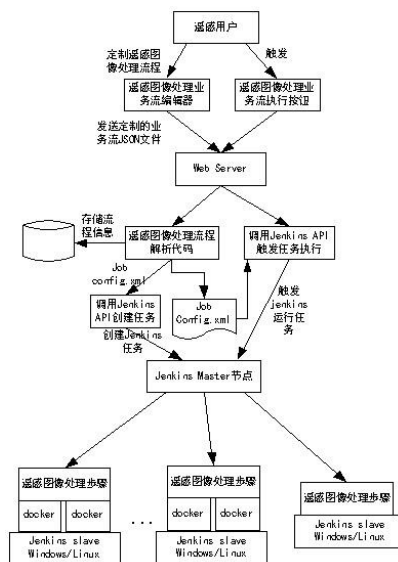 遥感用户
定制遥感图
像处理流程
触发
遥感图像处理业
务流编辑器
遥感图像处理业
务流执行按钮
发送定制的业
务流JSON文件
Web Server
存储流
程信息
遥感图像处理流程
解析代码
调用Jenkins API
触发任务执行
Job
config.xml
调用Jenkins
API创建任务
Job
Config.xml
触发
jenkins
运行任
务
创建Jenkins
任务
Jenkins Master节点
遥感图像处理步骤
docker docker
Jenkins slave
Windows/Linux
...
遥感图像处理步骤
docker docker
Jenkins slave
Windows/Linux
遥感图像处理步骤
Jenkins slave
Windows/Linux